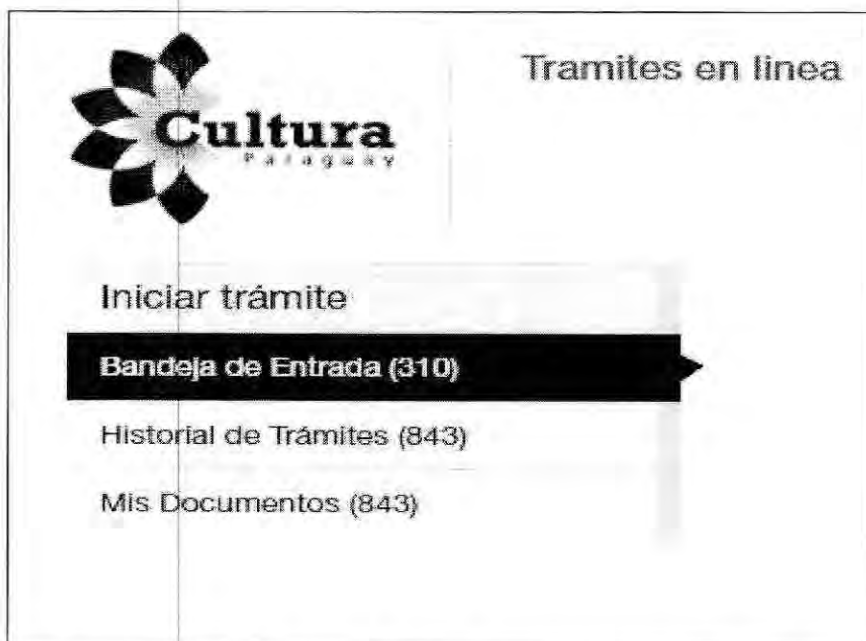 Cultura
Paraguay
Tramites en linea
Iniciar trámite
Bandeja de Entrada (310)
Historial de Trámites (843)
Mis Documentos (843)